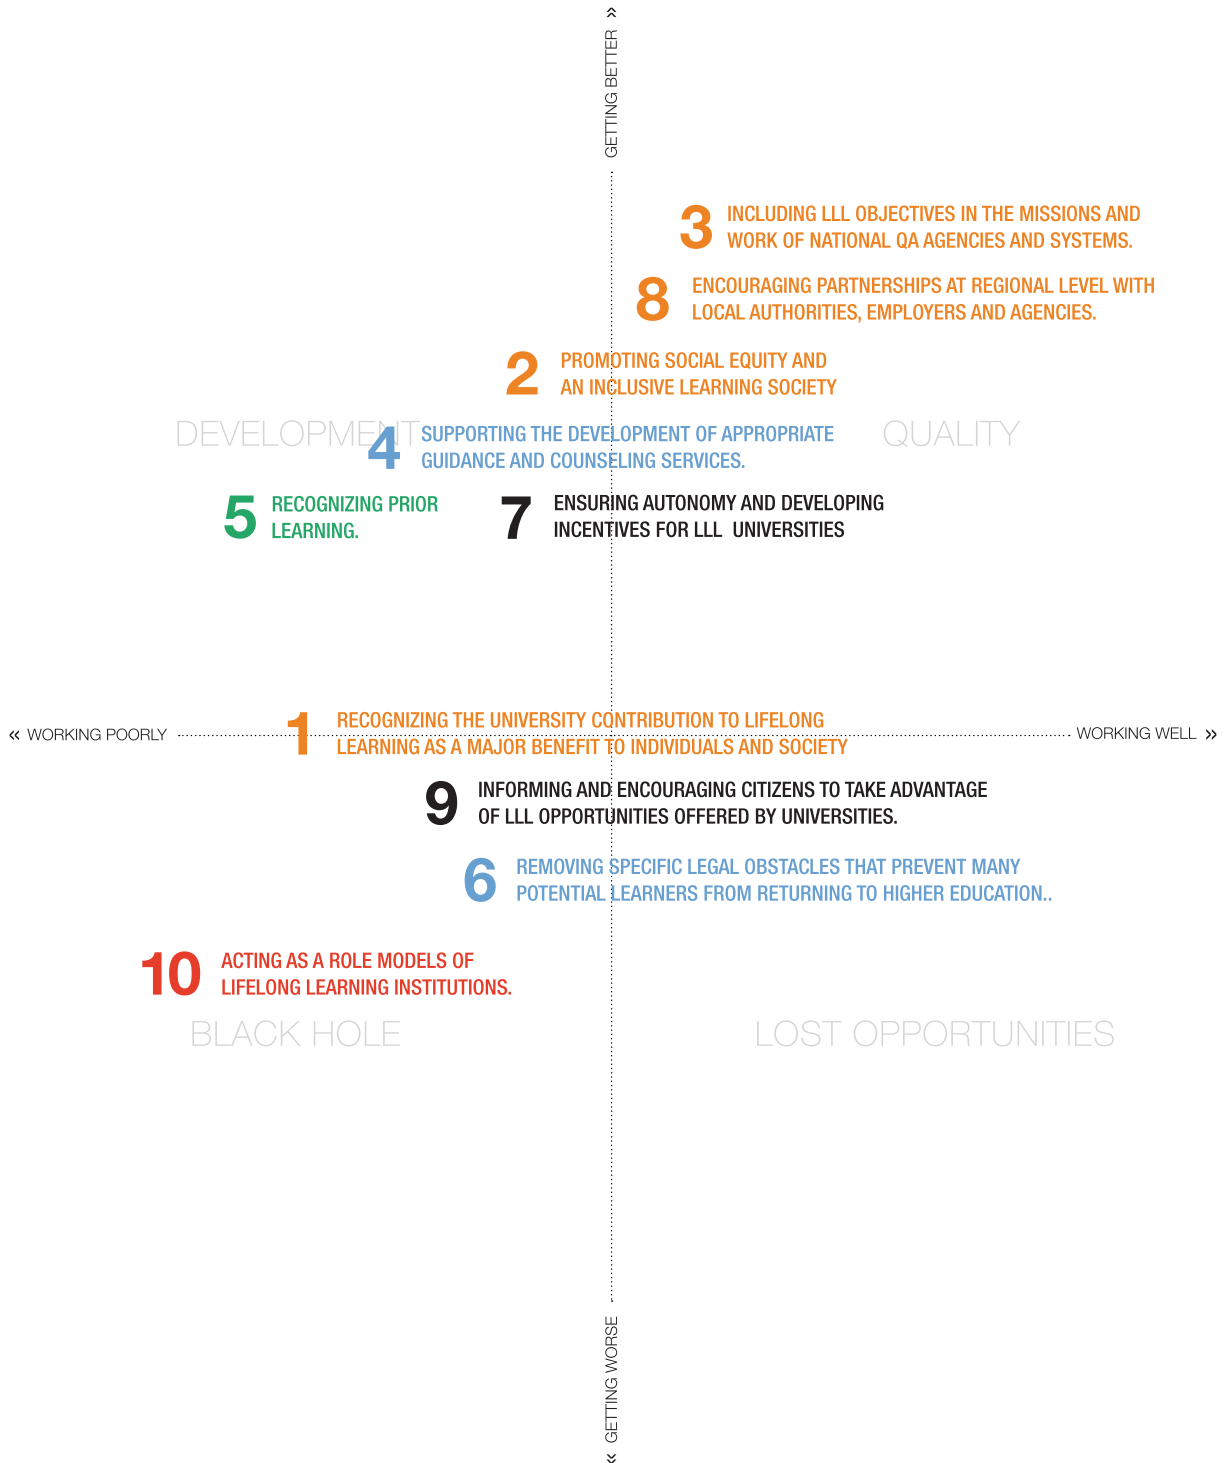 » GETTING BETTER
3 INCLUDING LLL OBJECTIVES IN THE MISSIONS AND
WORK OF NATIONAL QA AGENCIES AND SYSTEMS.
8 ENCOURAGING PARTNERSHIPS AT REGIONAL LEVEL WITH
LOCAL AUTHORITIES, EMPLOYERS AND AGENCIES.
2 PROMOTING SOCIAL EQUITY AND
AN INCLUSIVE LEARNING SOCIETY
DEVELOPMENT
QUALITY
4 SUPPORTING THE DEVELOPMENT OF APPROPRIATE
GUIDANCE AND COUNSELING SERVICES.
5 RECOGNIZING PRIOR
LEARNING.
7 ENSURING AUTONOMY AND DEVELOPING
INCENTIVES FOR LLL UNIVERSITIES
« WORKING POORLY
WORKING WELL »
1 RECOGNIZING THE UNIVERSITY CONTRIBUTION TO LIFELONG
LEARNING AS A MAJOR BENEFIT TO INDIVIDUALS AND SOCIETY
9 INFORMING AND ENCOURAGING CITIZENS TO TAKE ADVANTAGE
OF LLL OPPORTUNITIES OFFERED BY UNIVERSITIES.
6 REMOVING SPECIFIC LEGAL OBSTACLES THAT PREVENT MANY
POTENTIAL LEARNERS FROM RETURNING TO HIGHER EDUCATION..
10 ACTING AS A ROLE MODELS OF
LIFELONG LEARNING INSTITUTIONS.
BLACK HOLE
LOST OPPORTUNITIES
« GETTING WORSE